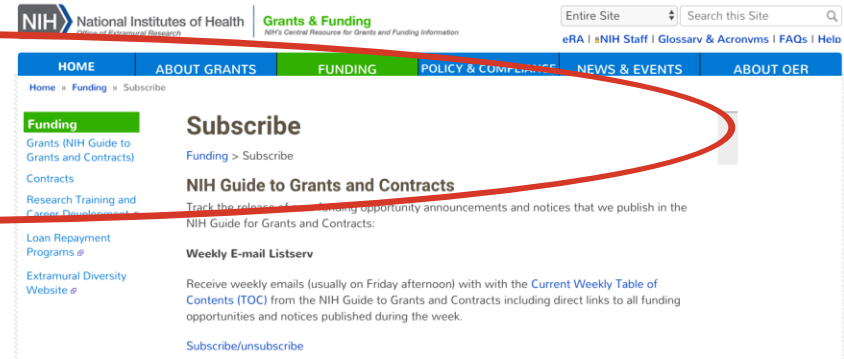 NIH National Institutes of Health
Office of Extramural Research
Grants & Funding
NIH's Central Resource for Grants and Funding Information
Entire Site
Search this Site
eRA | NIH Staff | Glossary & Acronyms | FAQs | Help
HOME
ABOUT GRANTS
FUNDING
POLICY & COMPLIANCE
NEWS & EVENTS
ABOUT OER
Home » Funding » Subscribe
Funding
Grants (NIH Guide to
Grants and Contracts)
Contracts
Research Training and
Career Development
Loan Repayment
Programs
Extramural Diversity
Website
Subscribe
Funding > Subscribe
NIH Guide to Grants and Contracts
Track the release of new funding opportunity announcements and notices that we publish in the
NIH Guide for Grants and Contracts:
Weekly E-mail Listserv
Receive weekly emails (usually on Friday afternoon) with with the Current Weekly Table of
Contents (TOC) from the NIH Guide to Grants and Contracts including direct links to all funding
opportunities and notices published during the week.
Subscribe/unsubscribe